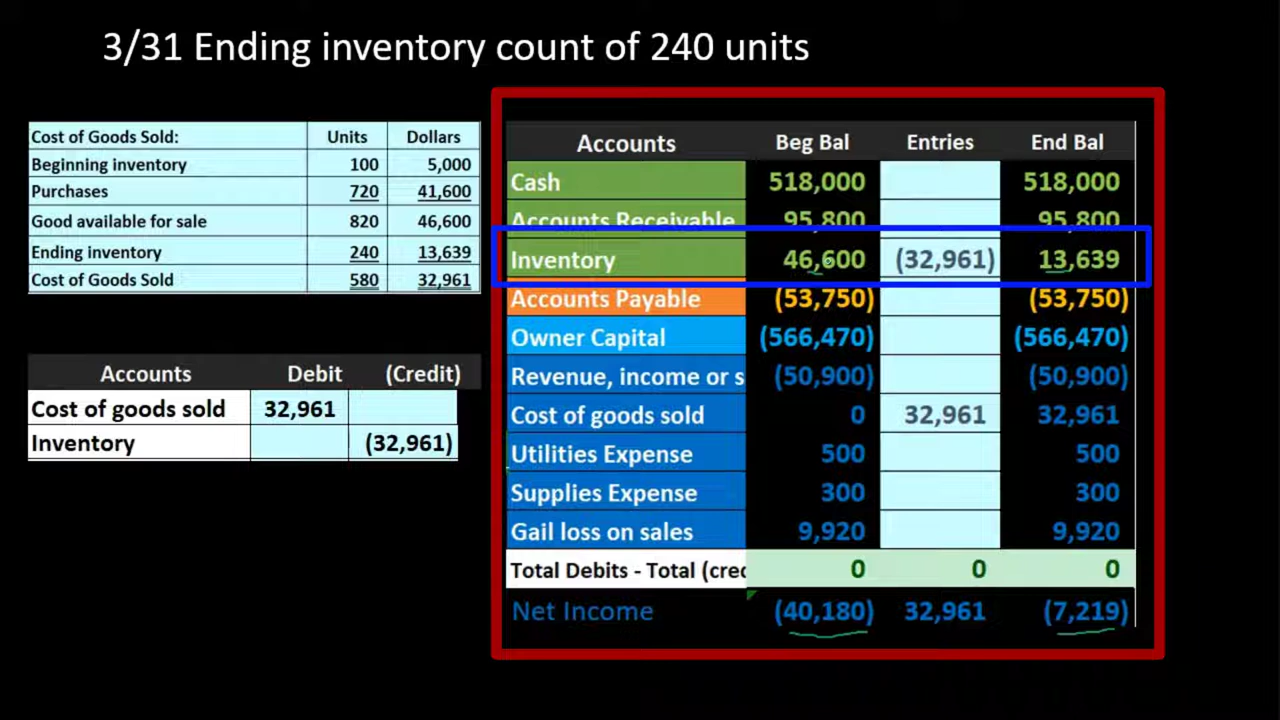 3/31 Ending inventory count of 240 units
Cost of Goods Sold: Units Dollars
Beginning inventory 100 5,000
Purchases 720 41,600
Good available for sale 820 46,600
Ending inventory 240 13,639
Cost of Goods Sold 580 32,961
Accounts Debit (Credit)
Cost of goods sold 32,961
Inventory (32,961)
Accounts Beg Bal Entries End Bal
Cash 518,000 518,000
Accounts Receivable 95,800 95,800
Inventory 46,600 (32,961) 13,639
Accounts Payable (53,750) (53,750)
Owner Capital (566,470) (566,470)
Revenue, income or s (50,900) (50,900)
Cost of goods sold 0 32,961 32,961
Utilities Expense 500 500
Supplies Expense 300 300
Gail loss on sales 9,920 9,920
Total Debits - Total (cred 0 0 0
Net Income (40,180) 32,961 (7,219)